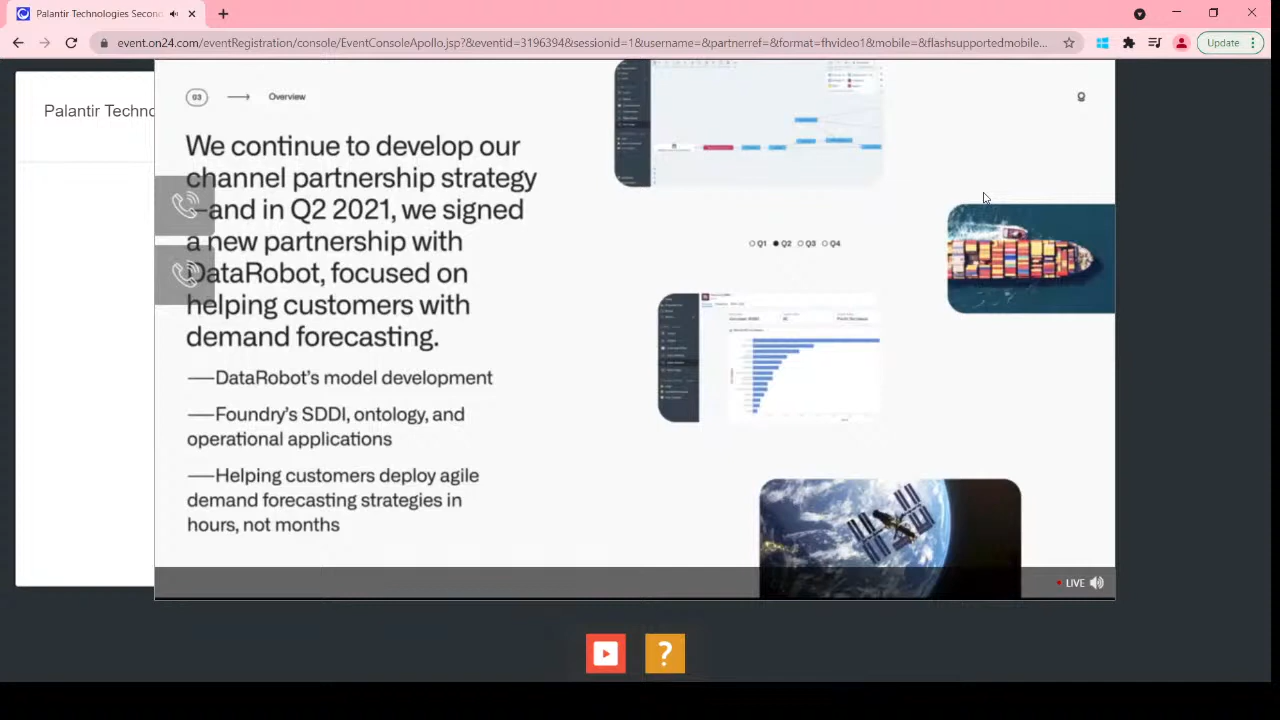 Palantir Technologies Secon
event.on24.com/eventRegistration/console/EventConsoleApollo.jsp?&eventid=3196394&sessionid=1&username=&partnerref=&format=fhvideo1&mobile=&flashsupportedmobile...
Update
Palantir Techno
03
Overview
We continue to develop our
channel partnership strategy
—and in Q2 2021, we signed
a new partnership with
DataRobot, focused on
helping customers with
demand forecasting.
——DataRobot's model development
——Foundry's SDDI, ontology, and
operational applications
——Helping customers deploy agile
demand forecasting strategies in
hours, not months
Q1 Q2 Q3 Q4
LIVE
?